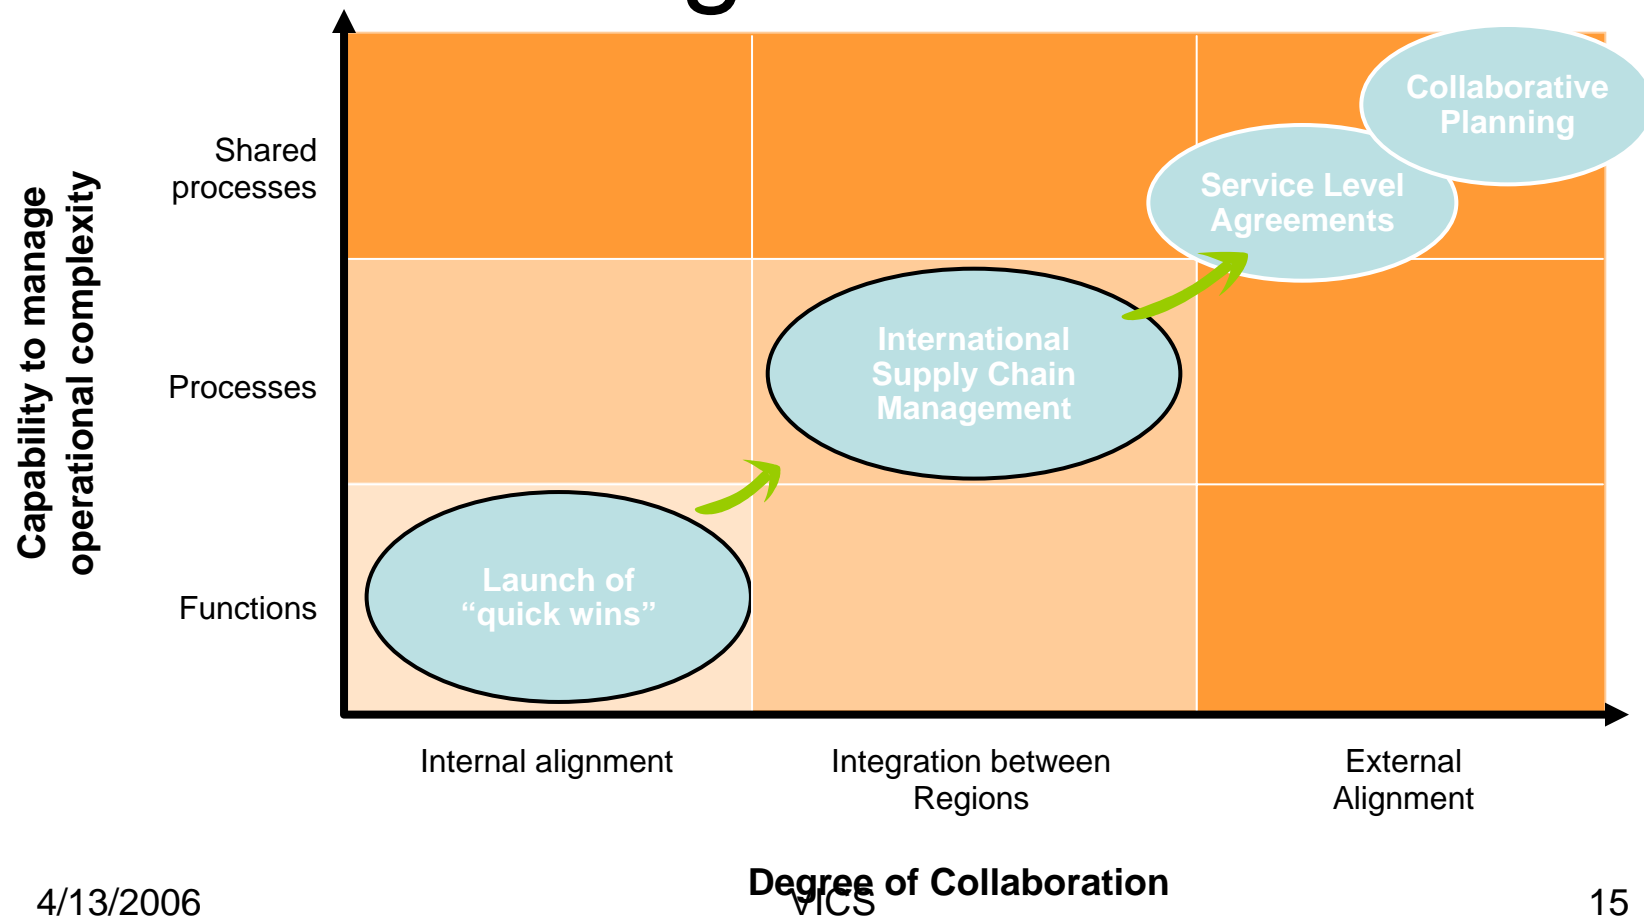 Collaborative
Planning
Shared
processes
Service Level
Agreements
Capability to manage
operational complexity
International
Supply Chain
Management
Processes
Launch of
“quick wins”
Functions
Internal alignment
Integration between
Regions
External
Alignment
Degree of Collaboration
4/13/2006
VICS
15